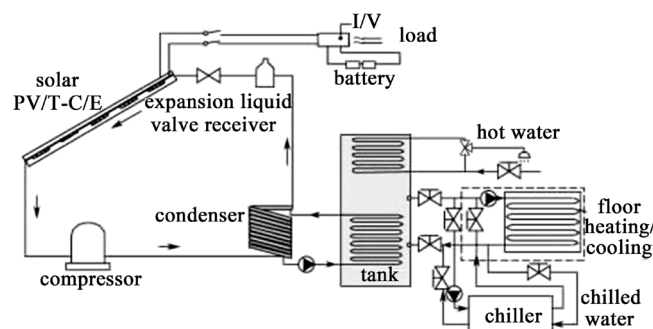 I/V
load
battery
solar
PV/T-C/E
expansion liquid
valve receiver
hot water
condenser
floor
heating/
cooling
compressor
tank
chiller
chilled
water